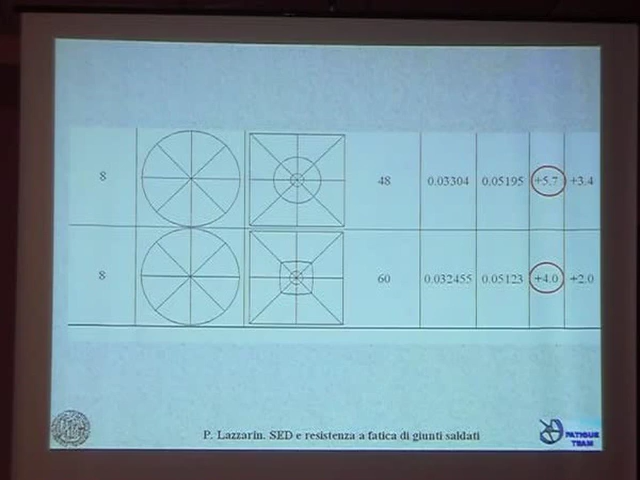 8 48 0.03304 0.05195 +5.7 +3.4
8 60 0.032455 0.05123 +4.0 +2.0
P. Lazzarin. SED e resistenza a fatica di giunti saldati
FATIGUE
TEAM